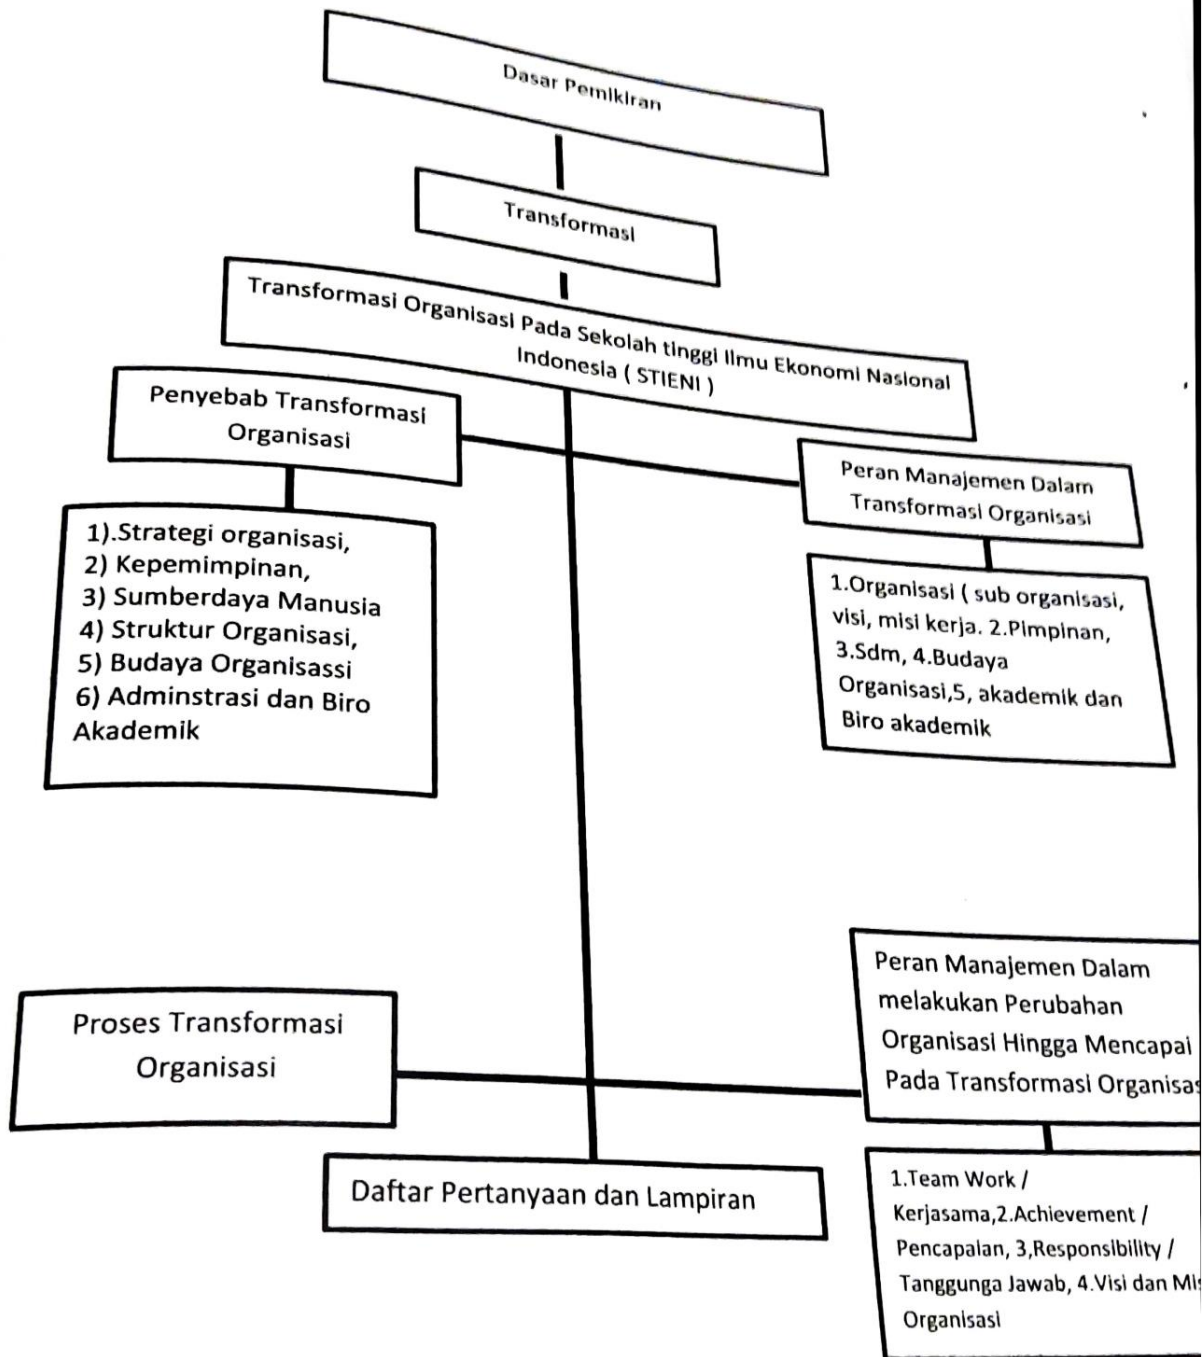 Dasar Pemikiran
Transformasi
Transformasi Organisasi Pada Sekolah tinggi Ilmu Ekonomi Nasional
Indonesia ( STIENI )
Penyebab Transformasi
Organisasi
Peran Manajemen Dalam
Transformasi Organisasi
1).Strategi organisasi,
2) Kepemimpinan,
3) Sumberdaya Manusia
4) Struktur Organisasi,
5) Budaya Organisassi
6) Adminstrasi dan Biro
Akademik
1.Organisasi ( sub organisasi,
visi, misi kerja. 2.Pimpinan,
3.Sdm, 4.Budaya
Organisasi,5, akademik dan
Biro akademik
Proses Transformasi
Organisasi
Peran Manajemen Dalam
melakukan Perubahan
Organisasi Hingga Mencapai
Pada Transformasi
Daftar Pertanyaan dan Lampiran
1.Team Work /
Kerjasama,2.Achievement /
Pencapaian, 3,Responsibility /
Tanggunga Jawab, 4.Visi dan
Organisasi